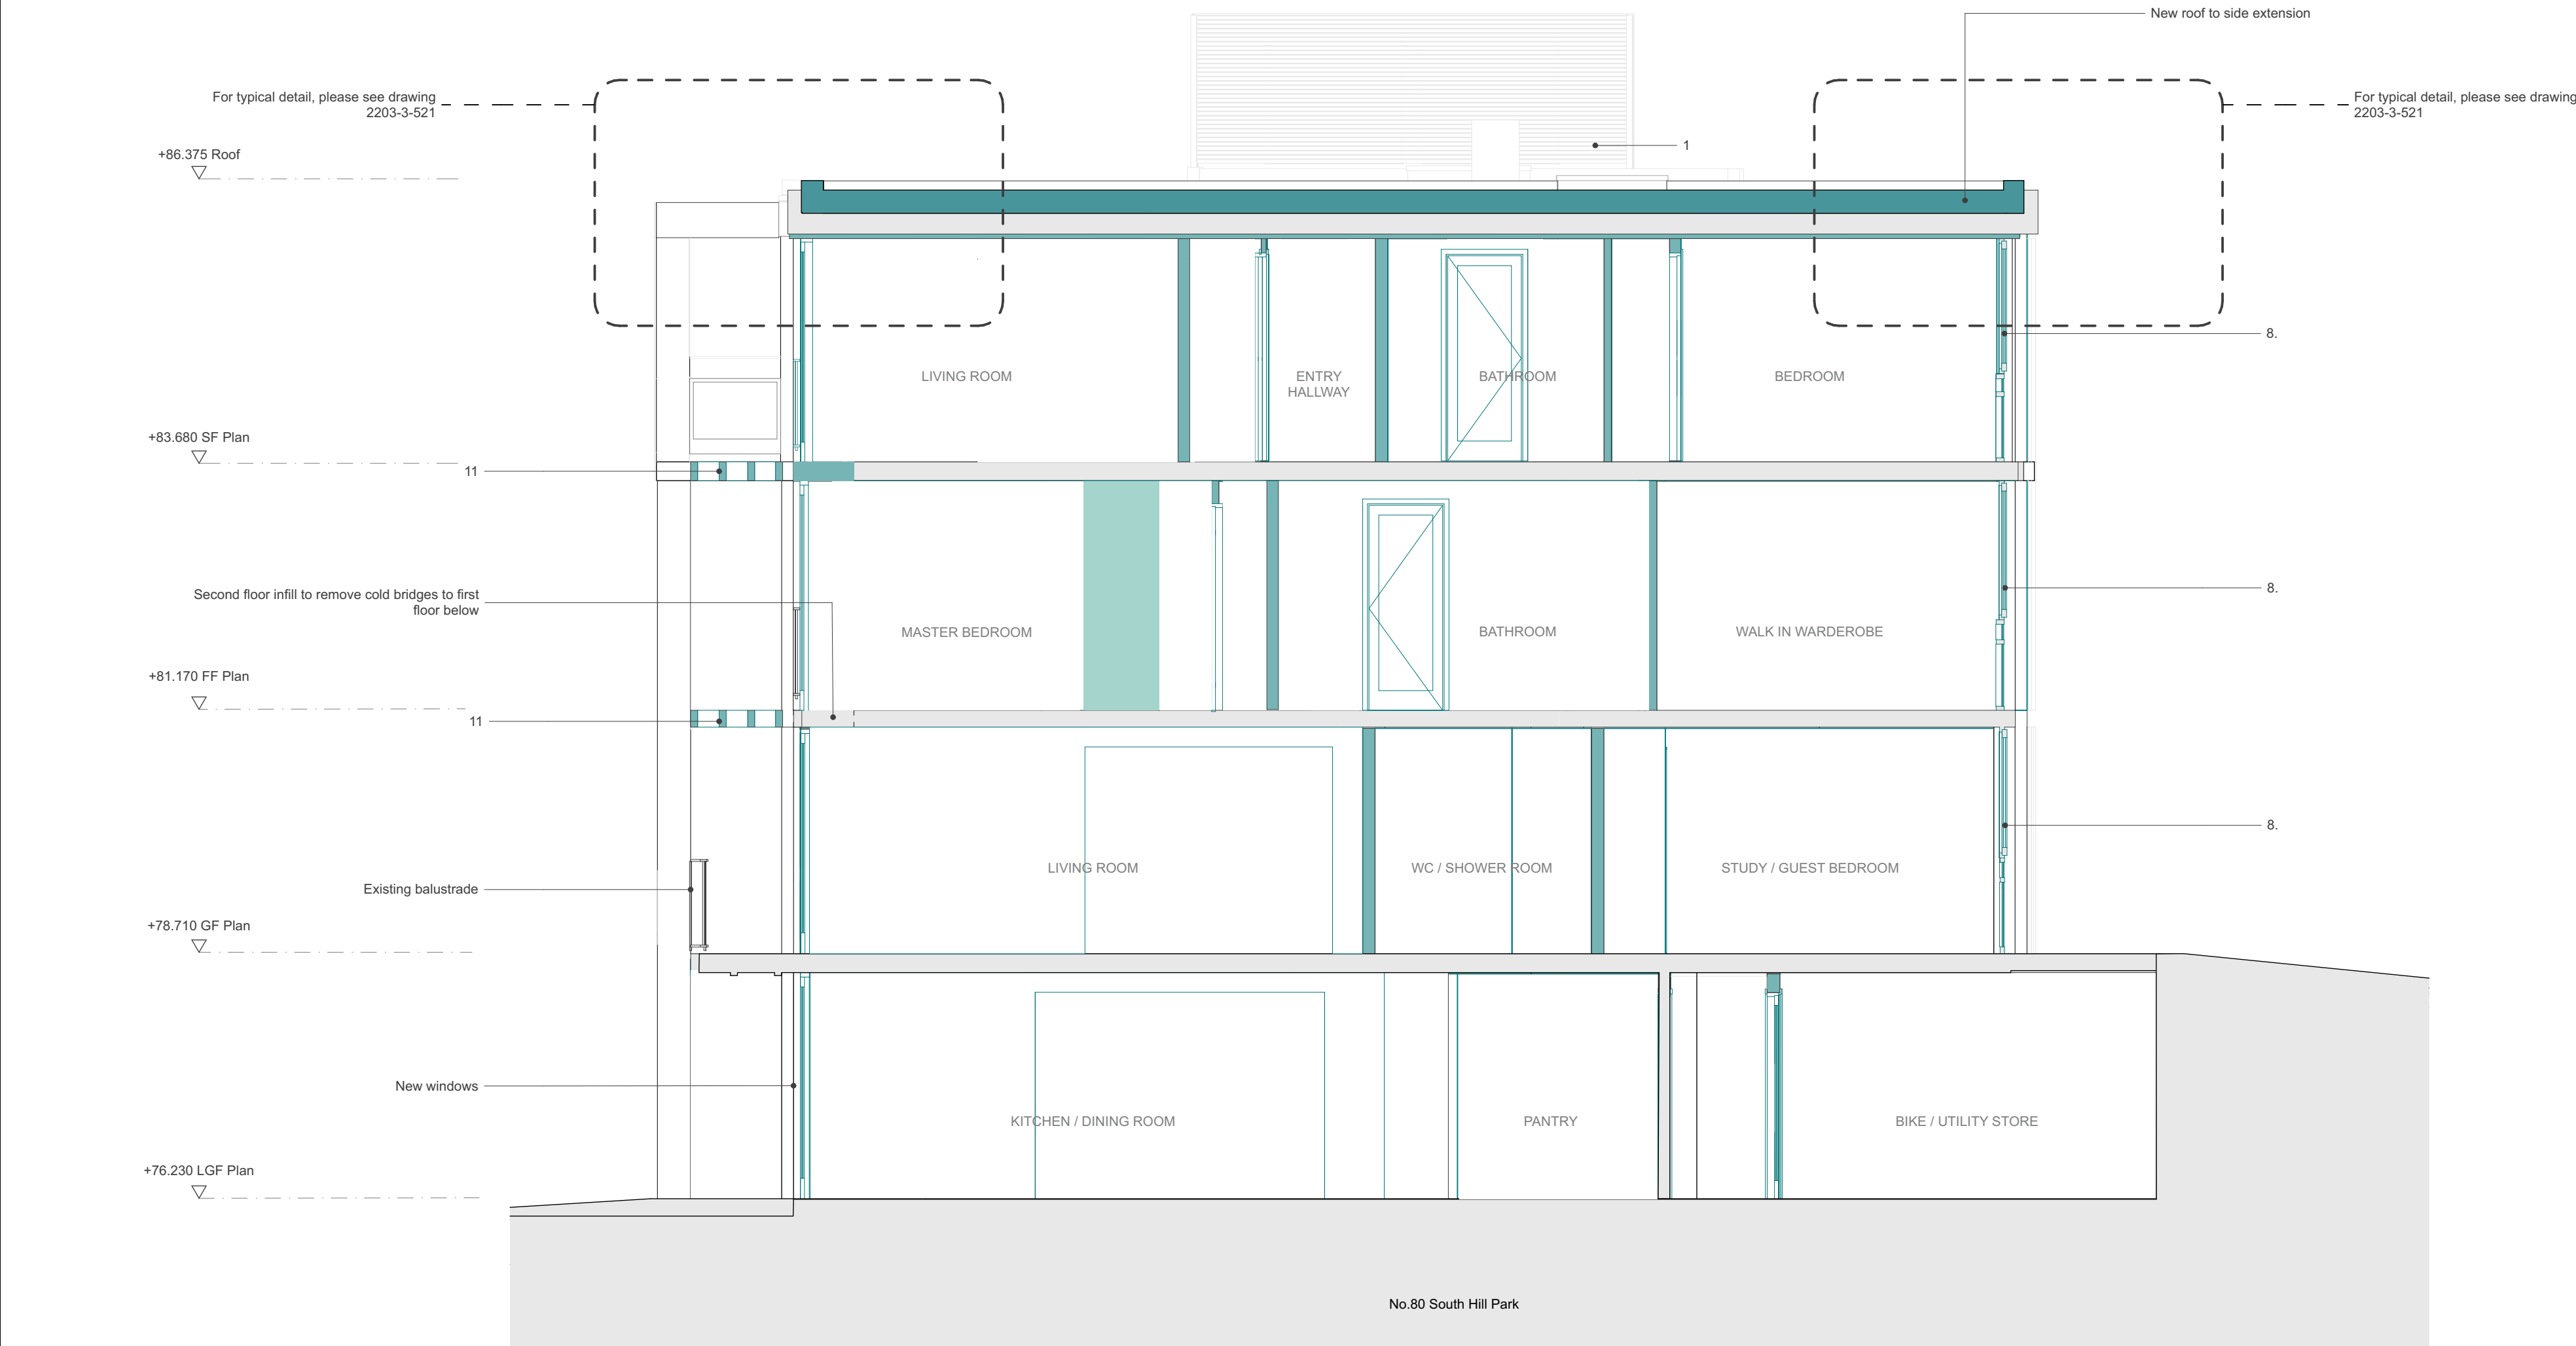 New roof to side extension
For typical detail, please see drawing
2203-3-521
For typical detail, please see drawing
2203-3-521
1
+86.375 Roof
8.
LIVING ROOM
ENTRY
HALLWAY
BATHROOM
BEDROOM
+83.680 SF Plan
11
8.
Second floor infill to remove cold bridges to first
floor below
MASTER BEDROOM
BATHROOM
WALK IN WARDEROBE
+81.170 FF Plan
11
8.
LIVING ROOM
WC / SHOWER ROOM
STUDY / GUEST BEDROOM
Existing balustrade
+78.710 GF Plan
New windows
KITCHEN / DINING ROOM
PANTRY
BIKE / UTILITY STORE
+76.230 LGF Plan
No.80 South Hill Park